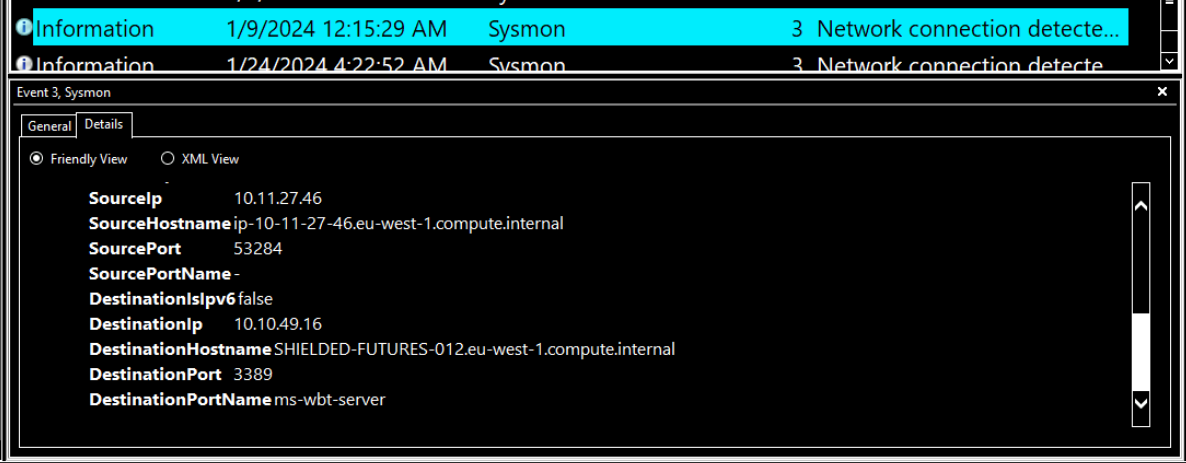 Information 1/9/2024 12:15:29 AM Sysmon 3 Network connection detecte...
Information 1/24/2024 4:22:52 AM Sysmon 3 Network connection detecte
Event 3, Sysmon
General Details
Friendly View XML View
SourceIp 10.11.27.46
SourceHostname ip-10-11-27-46.eu-west-1.compute.internal
SourcePort 53284
SourcePortName -
DestinationIsIpv6 false
DestinationIp 10.10.49.16
DestinationHostname SHIELDED-FUTURES-012.eu-west-1.compute.internal
DestinationPort 3389
DestinationPortName ms-wbt-server